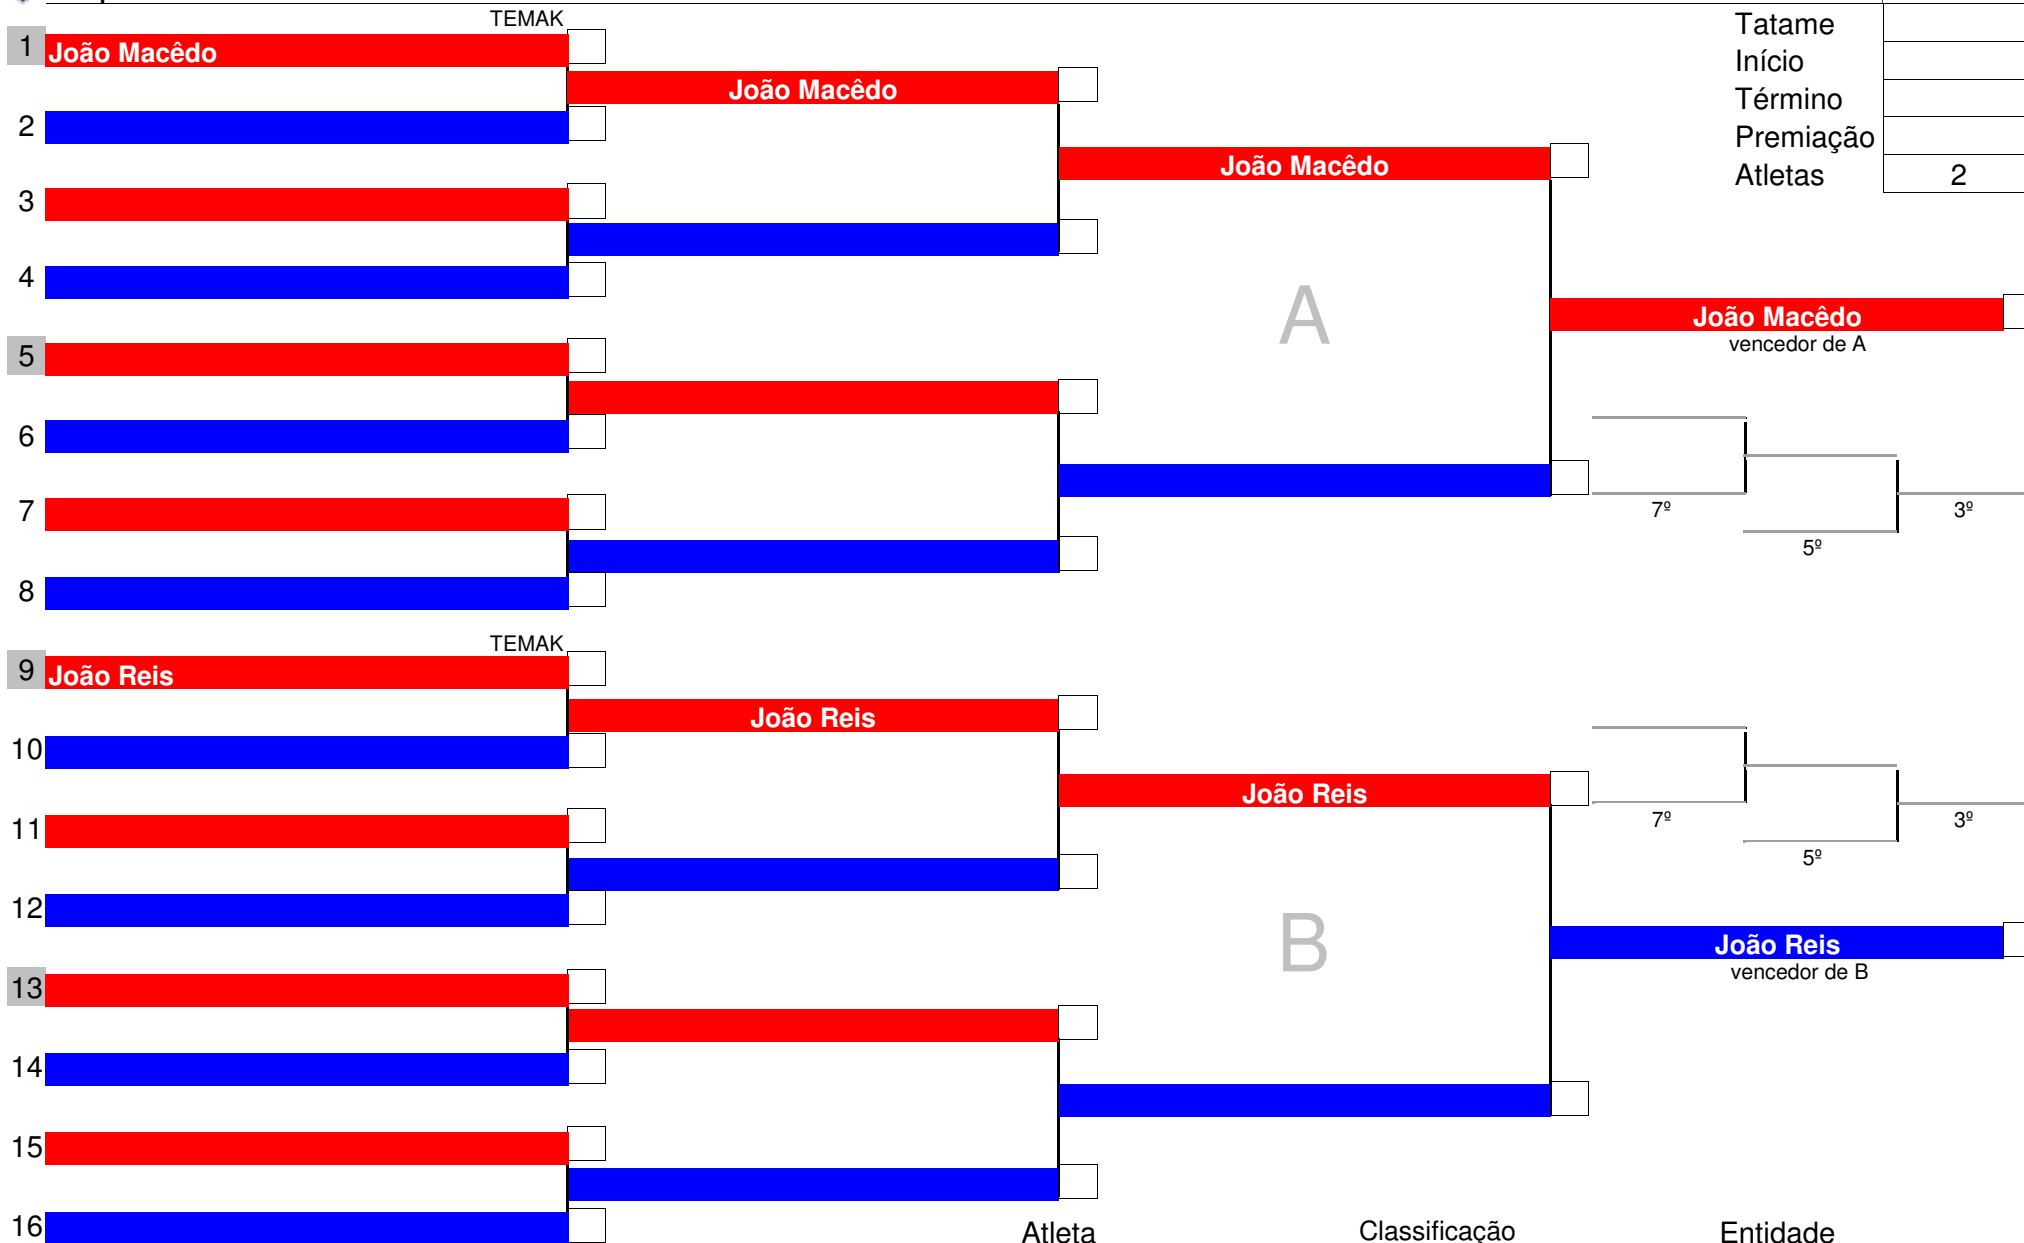 TEMAK
Tatame
1 João Macêdo
Início
João Macêdo
Término
2
Premiação
João Macêdo
Atletas 2
3
4
A
João Macêdo
vencedor de A
5
6
7
7º
3º
5º
8
TEMAK
9 João Reis
João Reis
10
João Reis
11
7º
3º
5º
12
B
João Reis
vencedor de B
13
14
15
16
Atleta Classificação Entidade